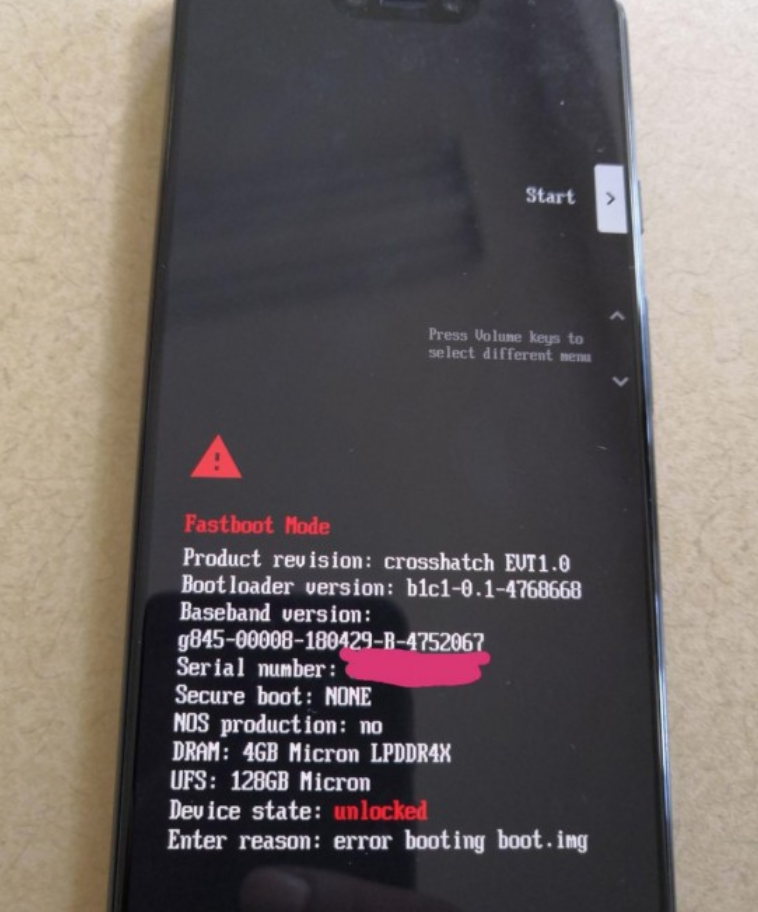 Start
>
Press Volume keys to
select different menu
!
Fastboot Mode
Product revision: crosshatch EVT1.0
Bootloader version: b1c1-0.1-4768668
Baseband version:
g845-00008-180429-B-4752067
Serial number:
Secure boot: NONE
NOS production: no
DRAM: 4GB Micron LPDDR4X
UFS: 128GB Micron
Device state: unlocked
Enter reason: error booting boot.img